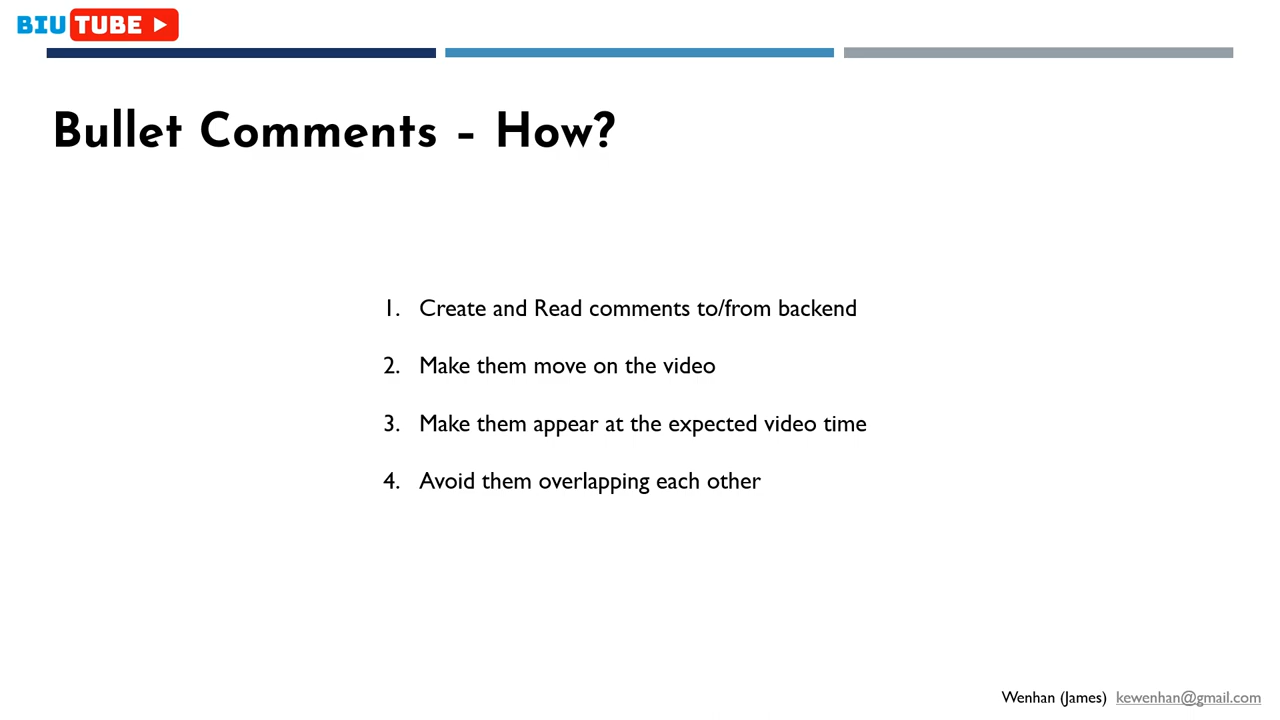 BIU TUBE
Bullet Comments – How?
1. Create and Read comments to/from backend
2. Make them move on the video
3. Make them appear at the expected video time
4. Avoid them overlapping each other
Wenhan (James) kewenhan@gmail.com